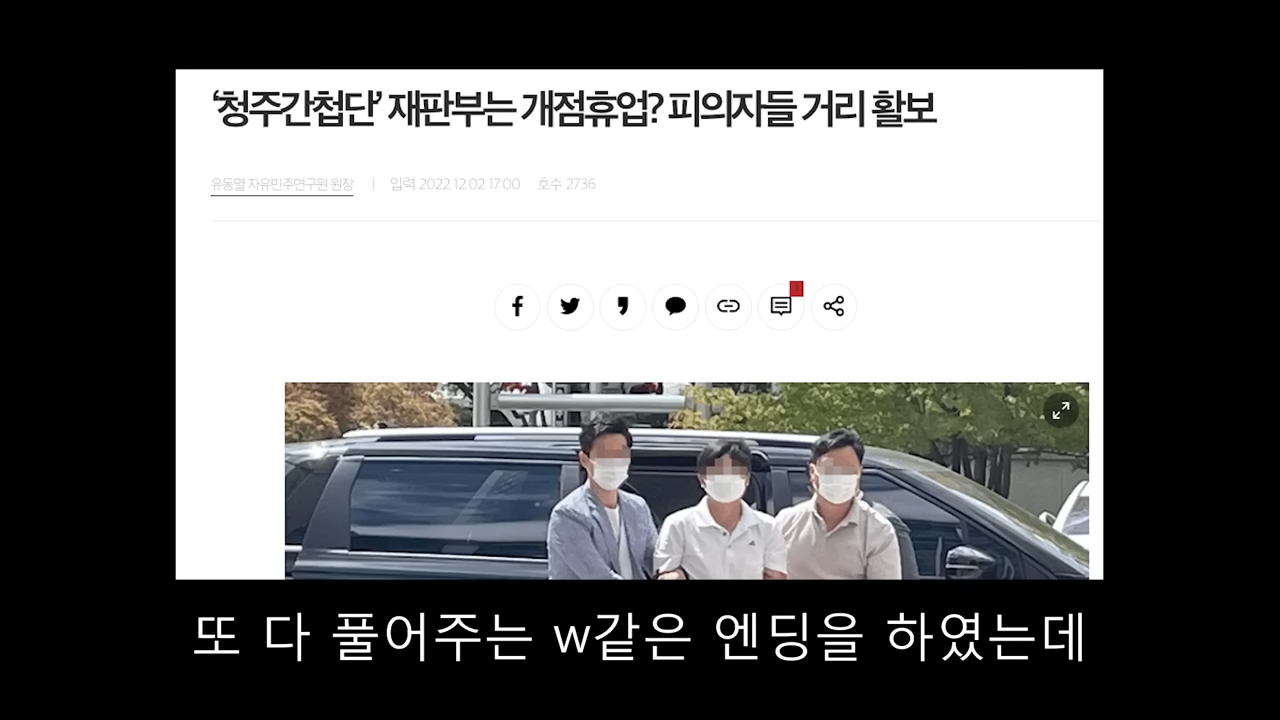 ‘청주간첩단’ 재판부는 개점휴업? 피의자들 거리 활보
유동열 자유민주연구원 원장 | 입력 2022.12.02 17:00 호수 2736
또 다 풀어주는 w같은 엔딩을 하였는데